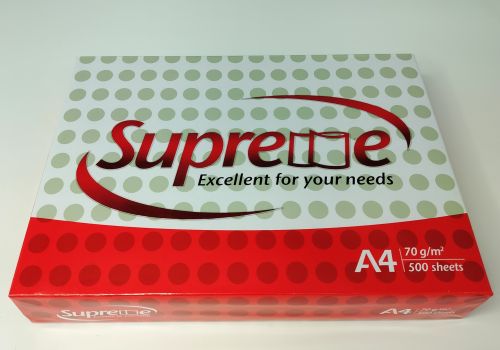 Supreme
Excellent for your needs
A4
70 g/m²
500 sheets
Supreme
A4